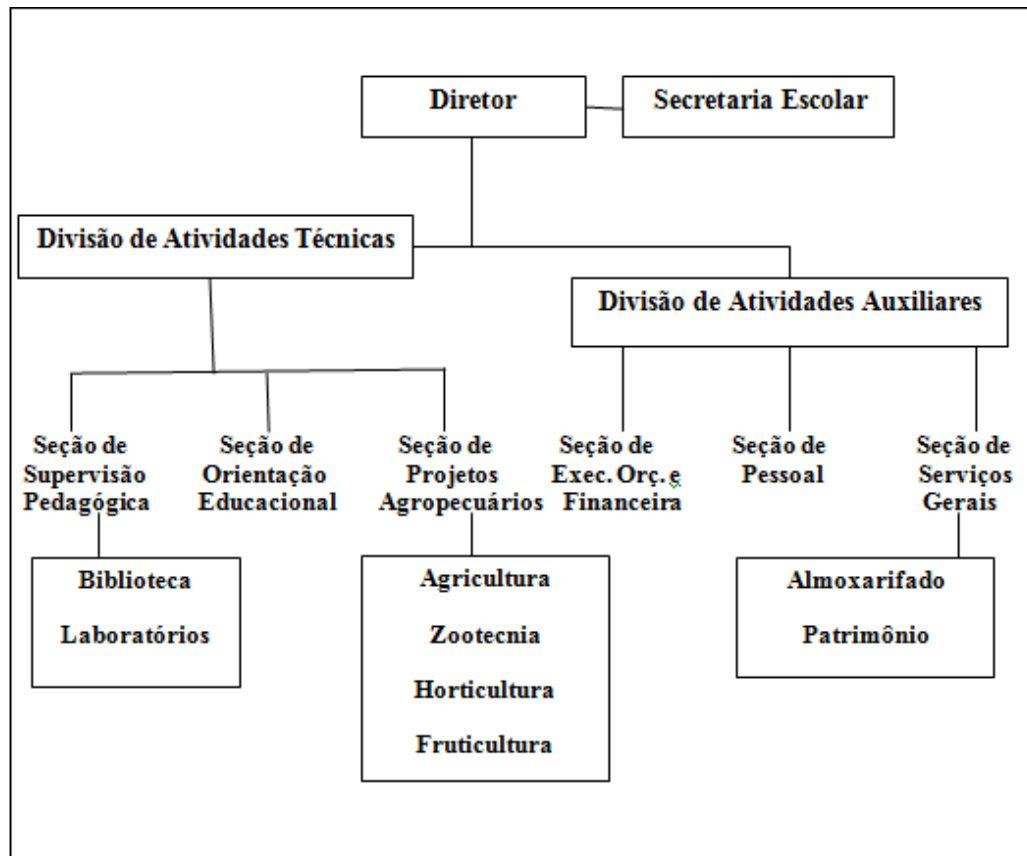 Diretor
Secretaria Escolar
Divisão de Atividades Técnicas
Divisão de Atividades Auxiliares
Seção de
Supervisão
Pedagógica
Seção de
Orientação
Educacional
Seção de
Projetos
Agropecuários
Seção de
Exec. Orç. e
Financeira
Seção de
Pessoal
Seção de
Serviços
Gerais
Biblioteca
Laboratórios
Agricultura
Zootecnia
Horticultura
Fruticultura
Almoxarifado
Patrimônio